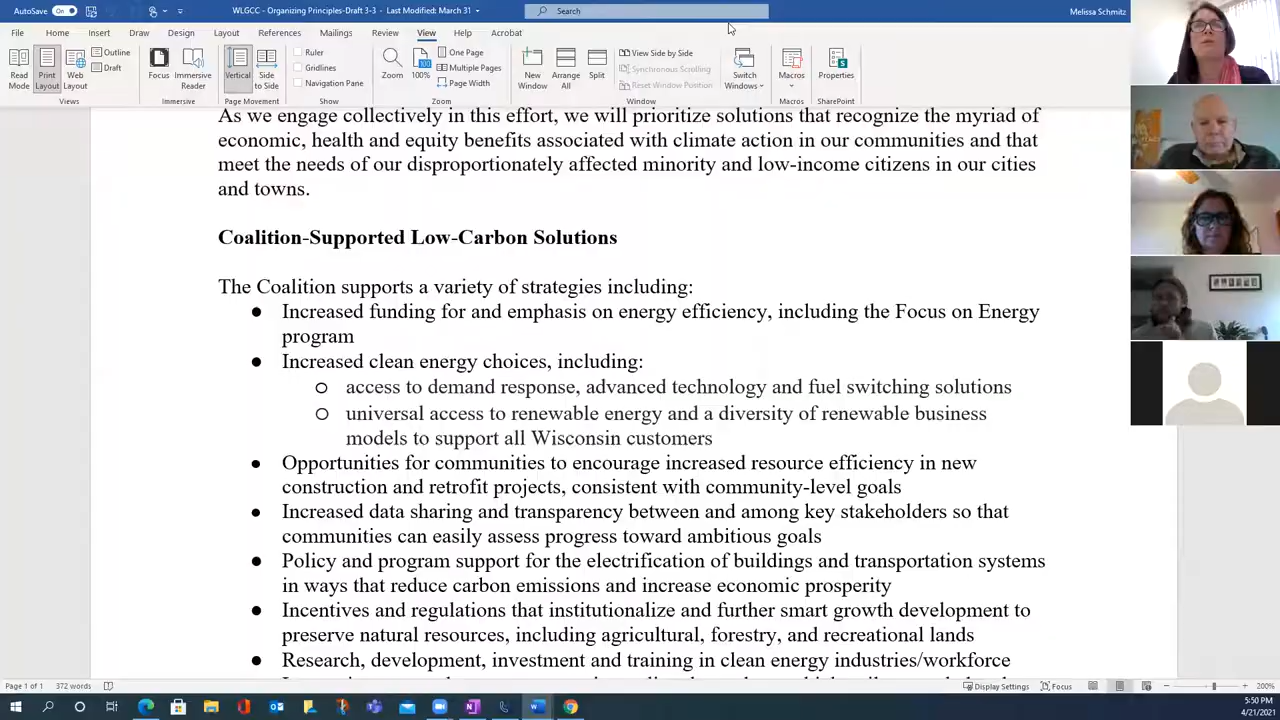 AutoSave On
WLGCC - Organizing Principles-Draft 3-3 - Last Modified: March 31
Search
Melissa Schmitz
File Home Insert Draw Design Layout References Mailings Review View Help Acrobat
Read Mode
Print Layout
Web Layout
Outline
Draft
Views
Focus
Immersive Reader
Immersive
Vertical
Side to Side
Page Movement
Ruler
Gridlines
Navigation Pane
Show
Zoom
100%
One Page
Multiple Pages
Page Width
Zoom
New Window
Arrange All
Split
View Side by Side
Synchronous Scrolling
Reset Window Position
Window
Switch Windows
Macros
Macros
Properties
SharePoint
As we engage collectively in this effort, we will prioritize solutions that recognize the myriad of
economic, health and equity benefits associated with climate action in our communities and that
meet the needs of our disproportionately affected minority and low-income citizens in our cities
and towns.
Coalition-Supported Low-Carbon Solutions
The Coalition supports a variety of strategies including:
● Increased funding for and emphasis on energy efficiency, including the Focus on Energy
program
● Increased clean energy choices, including:
○ access to demand response, advanced technology and fuel switching solutions
○ universal access to renewable energy and a diversity of renewable business
models to support all Wisconsin customers
● Opportunities for communities to encourage increased resource efficiency in new
construction and retrofit projects, consistent with community-level goals
● Increased data sharing and transparency between and among key stakeholders so that
communities can easily assess progress toward ambitious goals
● Policy and program support for the electrification of buildings and transportation systems
in ways that reduce carbon emissions and increase economic prosperity
● Incentives and regulations that institutionalize and further smart growth development to
preserve natural resources, including agricultural, forestry, and recreational lands
● Research, development, investment and training in clean energy industries/workforce
Page 1 of 1 372 words
Display Settings Focus 200%
5:50 PM
4/21/2021